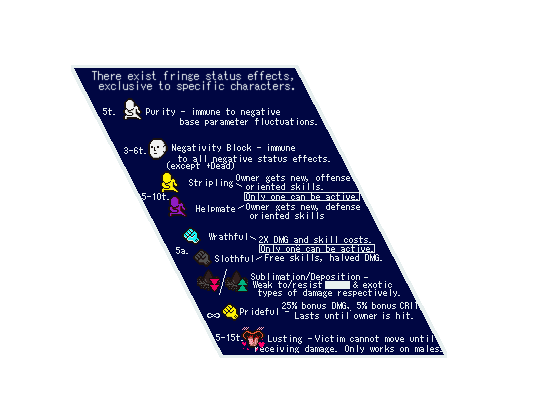 There exist fringe status effects,
exclusive to specific characters.
5t. Purity - immune to negative
base parameter fluctuations.
3-6t. Negativity Block - immune
to all negative status effects.
(except +Dead)
Stripling Owner gets new, offense
oriented skills.
5-10t. Only one can be active.
Helpmate Owner gets new, defense
oriented skills
Wrathful 2X DMG and skill costs.
5a. Only one can be active.
Slothful Free skills, halved DMG.
/ Sublimation/Deposition -
Weak to/resist & exotic
types of damage respectively.
25% bonus DMG, 5% bonus CRIT
∞ Prideful - Lasts until owner is hit.
5-15t. Lusting - Victim cannot move until
receiving damage. Only works on males.